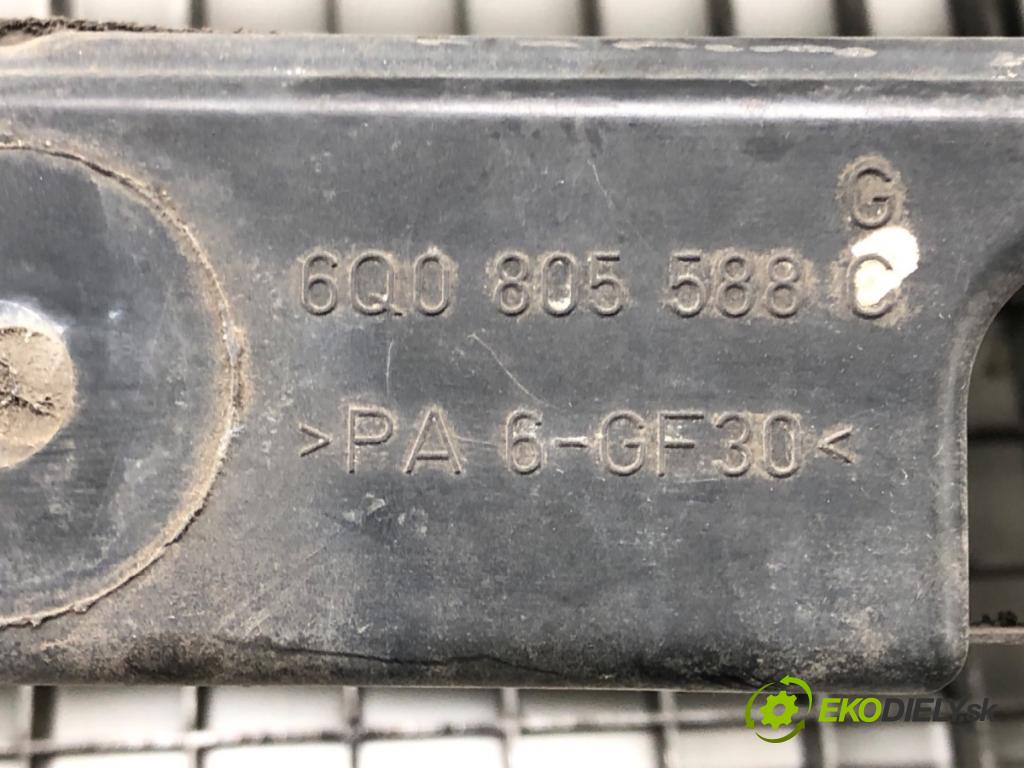 G
6Q0 805 588 C
>PA 6-GF30<
EKODIELY.sk